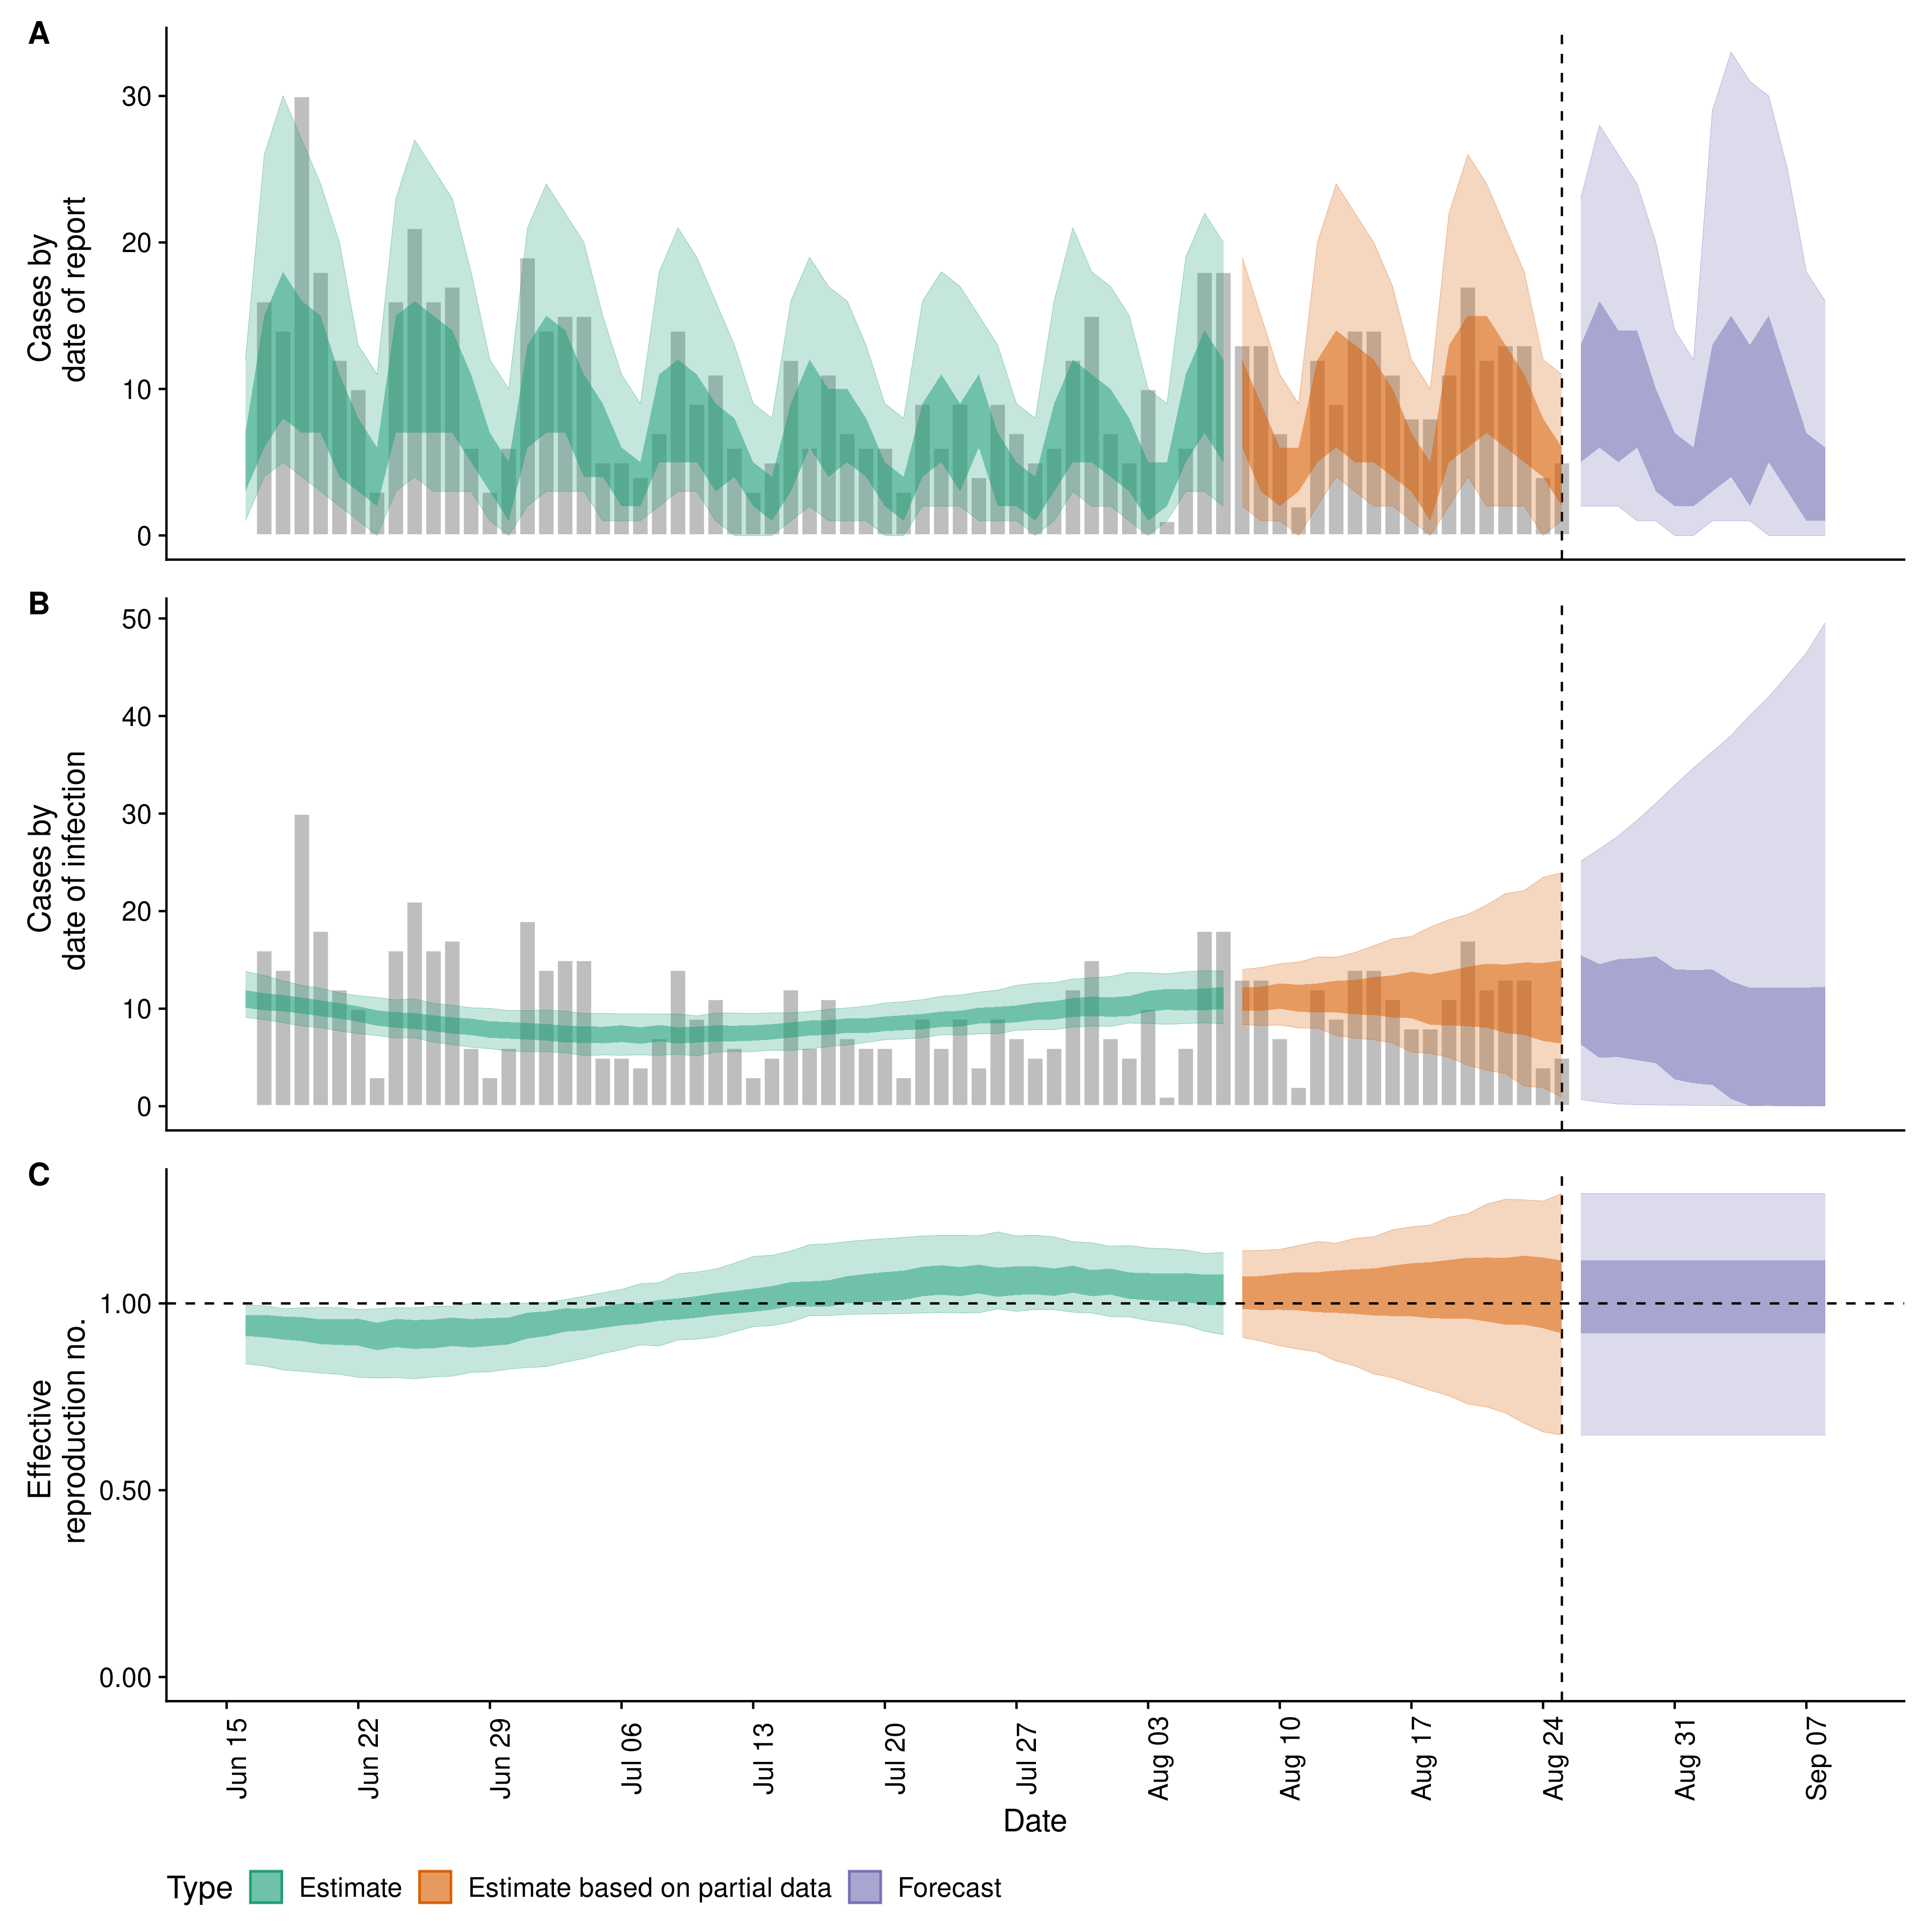 A
Cases by
date of report
30
20
10
0
B
Cases by
date of infection
50
40
30
20
10
0
C
Effective
reproduction no.
1.00
0.50
0.00
Jun 15
Jun 22
Jun 29
Jul 06
Jul 13
Jul 20
Jul 27
Aug 03
Aug 10
Aug 17
Aug 24
Aug 31
Sep 07
Date
Type Estimate Estimate based on partial data Forecast